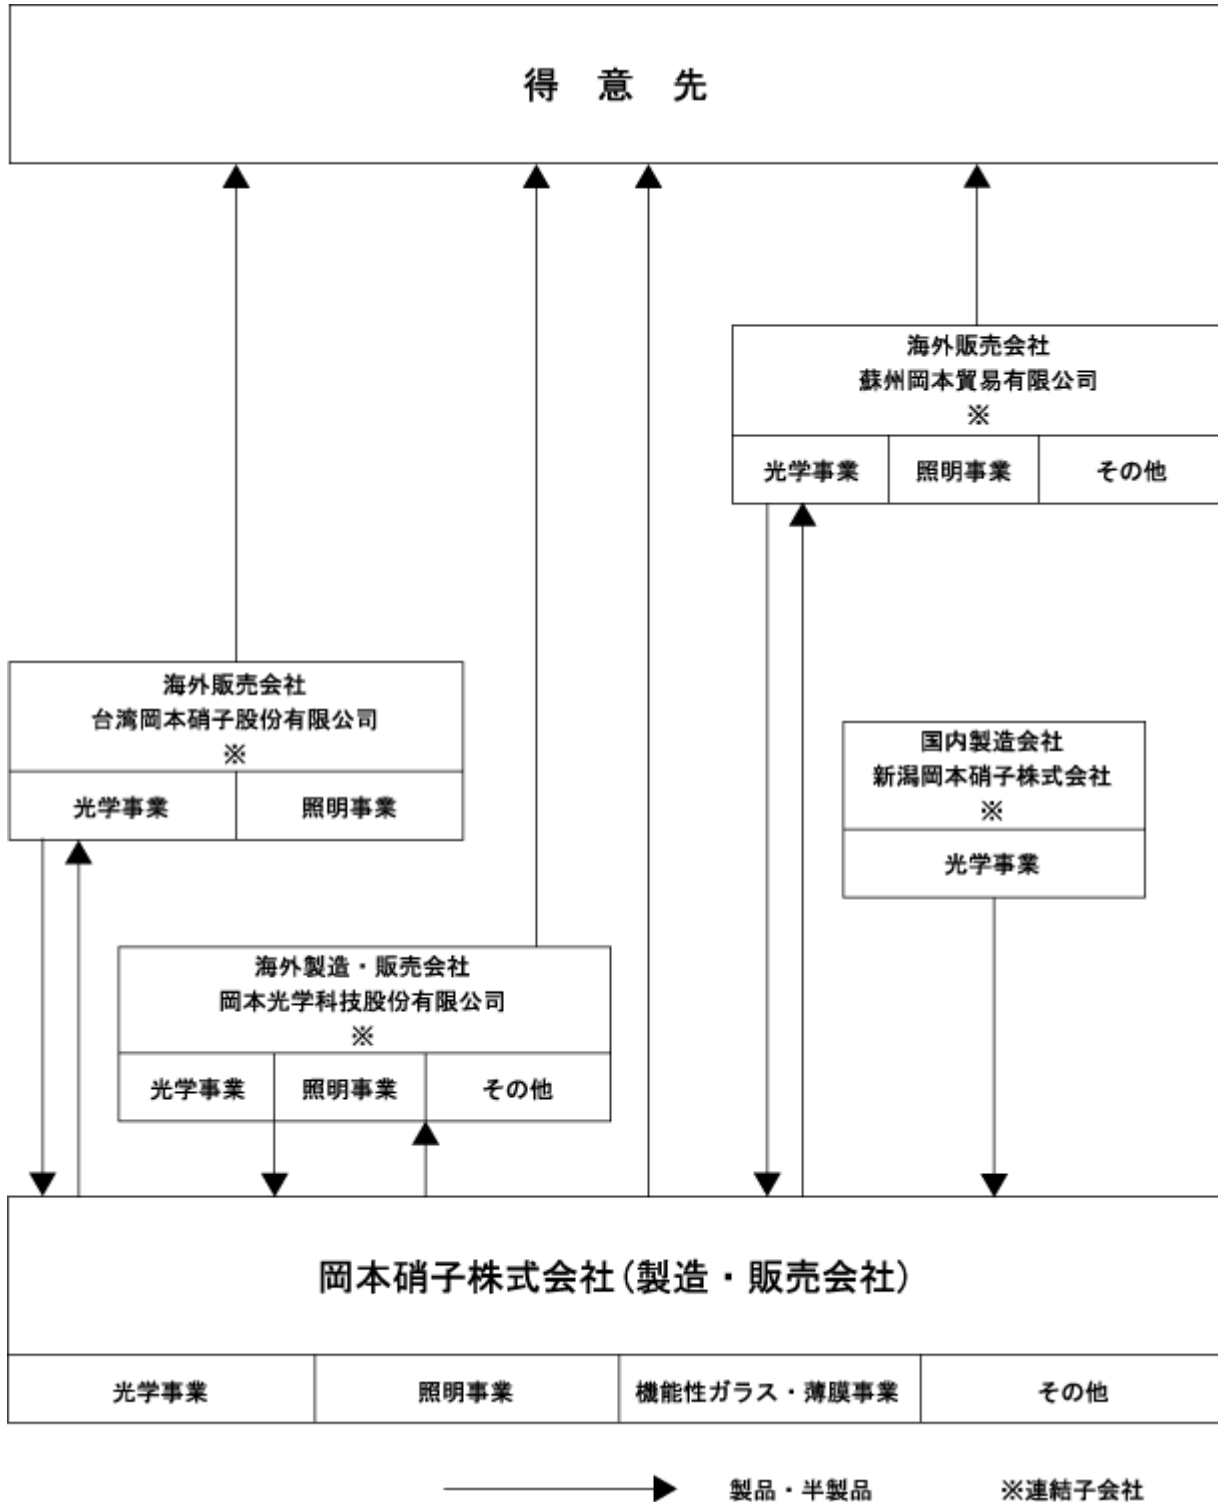 得　意　先
海外販売会社
蘇州岡本貿易有限公司
※
光学事業
照明事業
その他
海外販売会社
台湾岡本硝子股份有限公司
※
光学事業
照明事業
国内製造会社
新潟岡本硝子株式会社
※
光学事業
海外製造・販売会社
岡本光学科技股份有限公司
※
光学事業
照明事業
その他
岡本硝子株式会社(製造・販売会社)
光学事業
照明事業
機能性ガラス・薄膜事業
その他
製品・半製品
※連結子会社